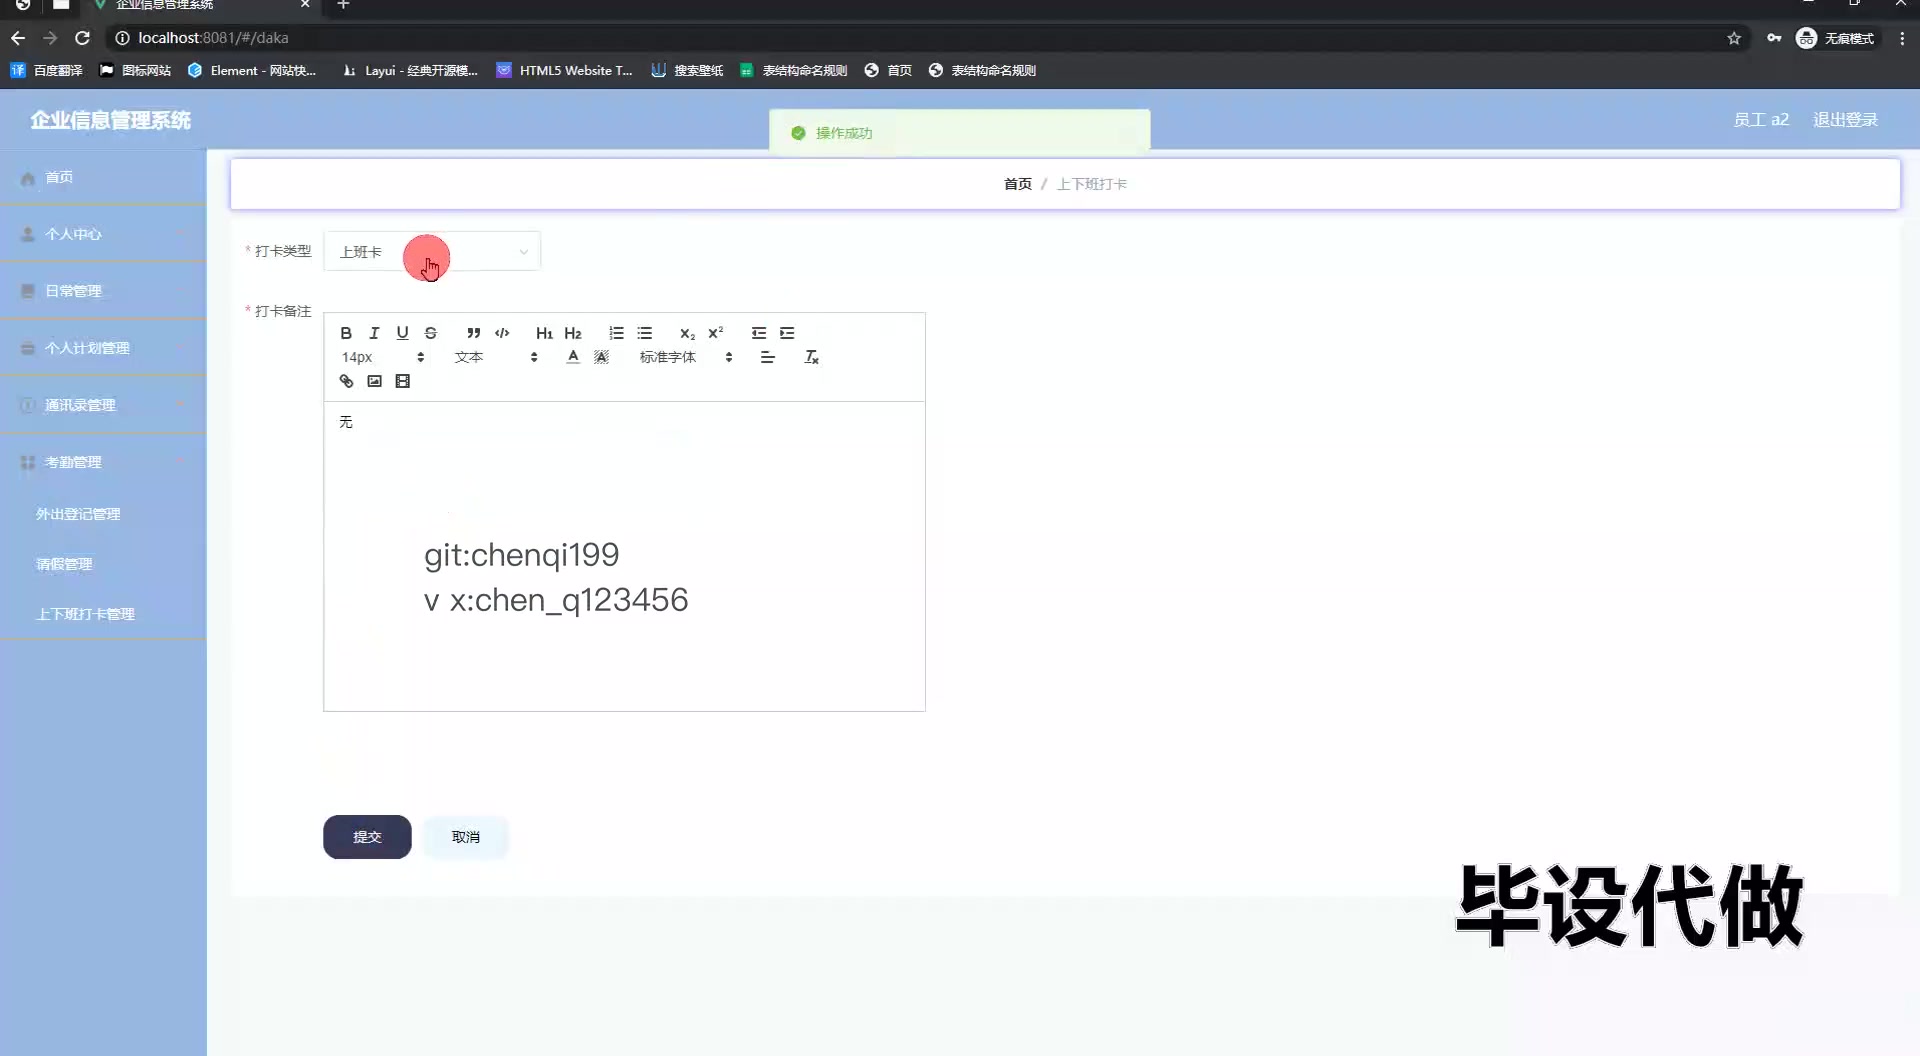 企业信息管理系统
localhost:8081/#/daka
无痕模式
百度翻译
图标网站
Element - 网站快...
Layui - 经典开源模...
HTML5 Website T...
搜索壁纸
表结构命名规则
首页
表结构命名规则
企业信息管理系统
操作成功
员工 a2
退出登录
首页
个人中心
日常管理
个人计划管理
通讯录管理
考勤管理
外出登记管理
请假管理
上下班打卡管理
首页 / 上下班打卡
* 打卡类型
上班卡
* 打卡备注
B I U S H1 H2 X2 X2
14px 文本 A A 标准字体
无
git:chenqi199
v x:chen_q123456
提交
取消
毕设代做